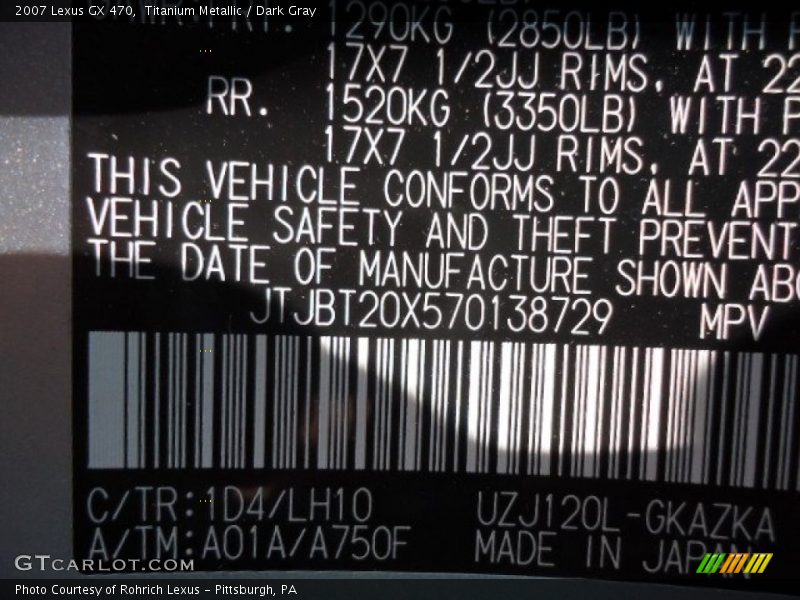 2007 Lexus GX 470, Titanium Metallic / Dark Gray
1290KG (2850LB) WITH
17X7 1/2JJ RIMS, AT 22
RR. 1520KG (3350LB) WITH P
17X7 1/2JJ RIMS, AT 22
THIS VEHICLE CONFORMS TO ALL APP
VEHICLE SAFETY AND THEFT PREVENT
THE DATE OF MANUFACTURE SHOWN ABO
JTJBT20X570138729 MPV
C/TR:1D4/LH10 UZJ120L-GKAZKA
A/TM:A01A/A750F MADE IN JAPAN
GTCARLOT.COM
Photo Courtesy of Rohrich Lexus - Pittsburgh, PA